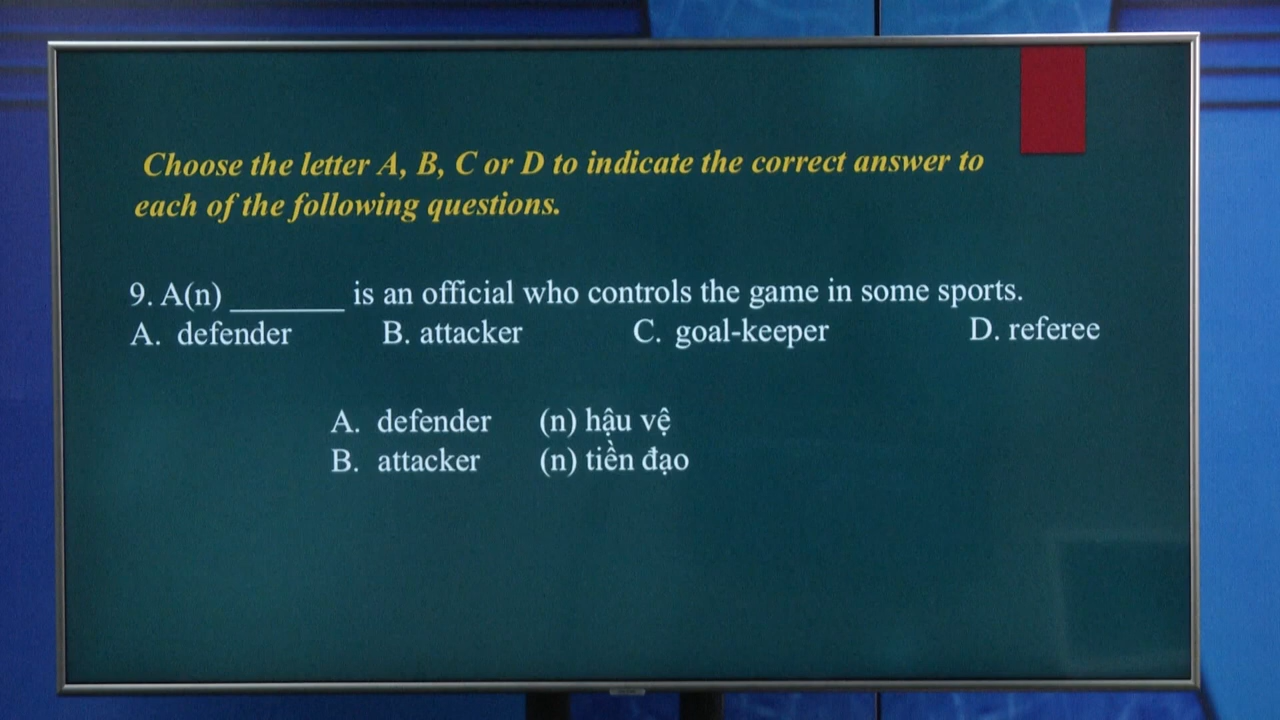 Choose the letter A, B, C or D to indicate the correct answer to
each of the following questions.
9. A(n) _______ is an official who controls the game in some sports.
A. defender B. attacker C. goal-keeper D. referee
A. defender (n) hậu vệ
B. attacker (n) tiền đạo